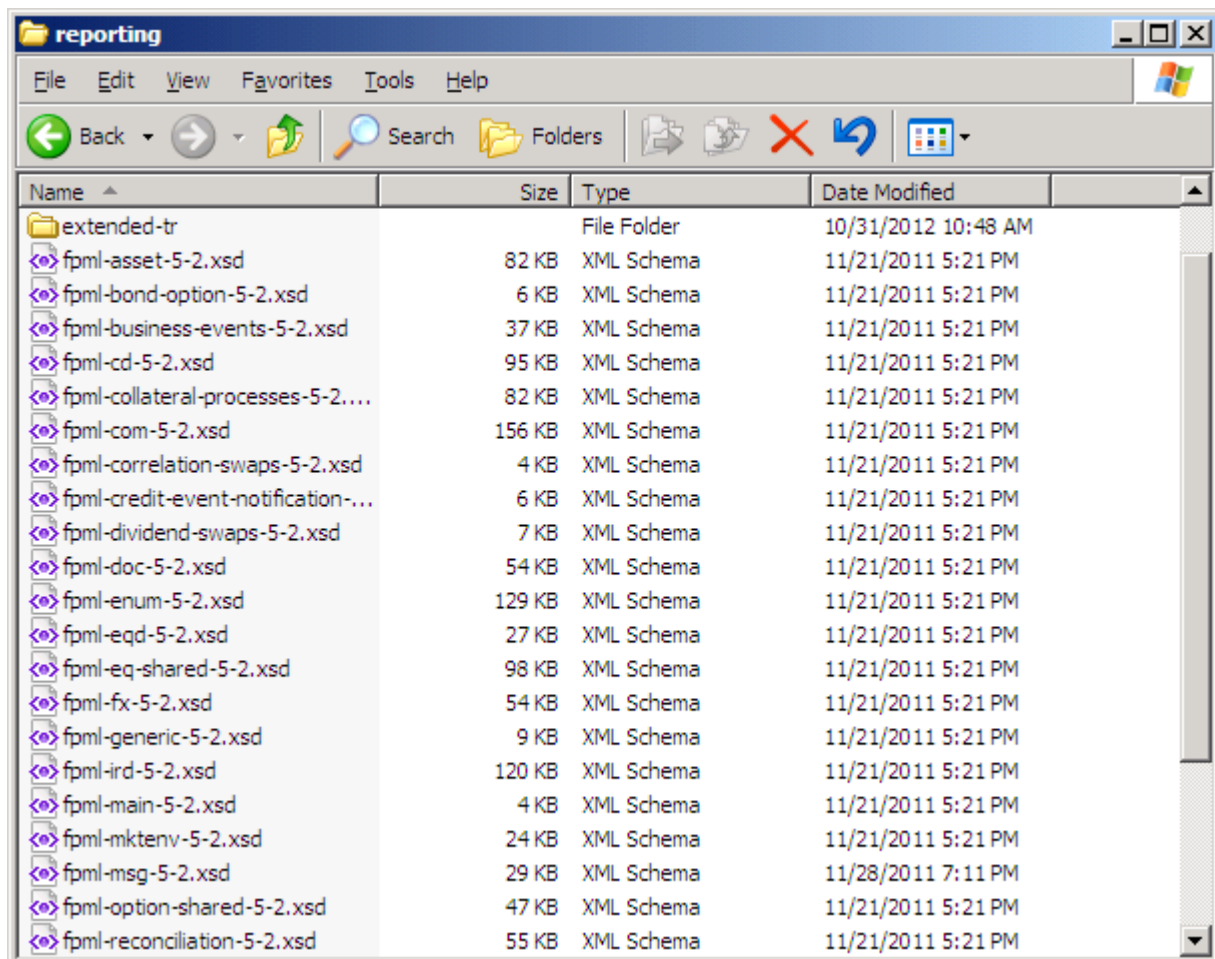 reporting
File Edit View Favorites Tools Help
Back Search Folders
Name Size Type Date Modified
extended-tr File Folder 10/31/2012 10:48 AM
fpml-asset-5-2.xsd 82 KB XML Schema 11/21/2011 5:21 PM
fpml-bond-option-5-2.xsd 6 KB XML Schema 11/21/2011 5:21 PM
fpml-business-events-5-2.xsd 37 KB XML Schema 11/21/2011 5:21 PM
fpml-cd-5-2.xsd 95 KB XML Schema 11/21/2011 5:21 PM
fpml-collateral-processes-5-2.... 82 KB XML Schema 11/21/2011 5:21 PM
fpml-com-5-2.xsd 156 KB XML Schema 11/21/2011 5:21 PM
fpml-correlation-swaps-5-2.xsd 4 KB XML Schema 11/21/2011 5:21 PM
fpml-credit-event-notification-... 6 KB XML Schema 11/21/2011 5:21 PM
fpml-dividend-swaps-5-2.xsd 7 KB XML Schema 11/21/2011 5:21 PM
fpml-doc-5-2.xsd 54 KB XML Schema 11/21/2011 5:21 PM
fpml-enum-5-2.xsd 129 KB XML Schema 11/21/2011 5:21 PM
fpml-eqd-5-2.xsd 27 KB XML Schema 11/21/2011 5:21 PM
fpml-eq-shared-5-2.xsd 98 KB XML Schema 11/21/2011 5:21 PM
fpml-fx-5-2.xsd 54 KB XML Schema 11/21/2011 5:21 PM
fpml-generic-5-2.xsd 9 KB XML Schema 11/21/2011 5:21 PM
fpml-ird-5-2.xsd 120 KB XML Schema 11/21/2011 5:21 PM
fpml-main-5-2.xsd 4 KB XML Schema 11/21/2011 5:21 PM
fpml-mktenv-5-2.xsd 24 KB XML Schema 11/21/2011 5:21 PM
fpml-msg-5-2.xsd 29 KB XML Schema 11/28/2011 7:11 PM
fpml-option-shared-5-2.xsd 47 KB XML Schema 11/21/2011 5:21 PM
fpml-reconciliation-5-2.xsd 55 KB XML Schema 11/21/2011 5:21 PM